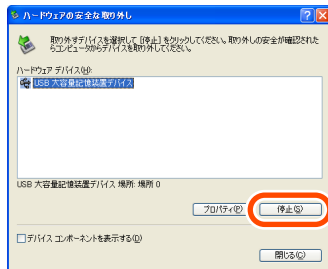 ハードウェアの安全な取り外し
取り外すデバイスを選択して [停止] をクリックしてください。取り外しの安全が確認された
らコンピュータからデバイスを取り外してください。
ハードウェア デバイス(H):
USB 大容量記憶装置デバイス
USB 大容量記憶装置デバイス 場所: 場所 0
プロパティ(P)
停止(S)
デバイス コンポーネントを表示する(D)
閉じる(C)